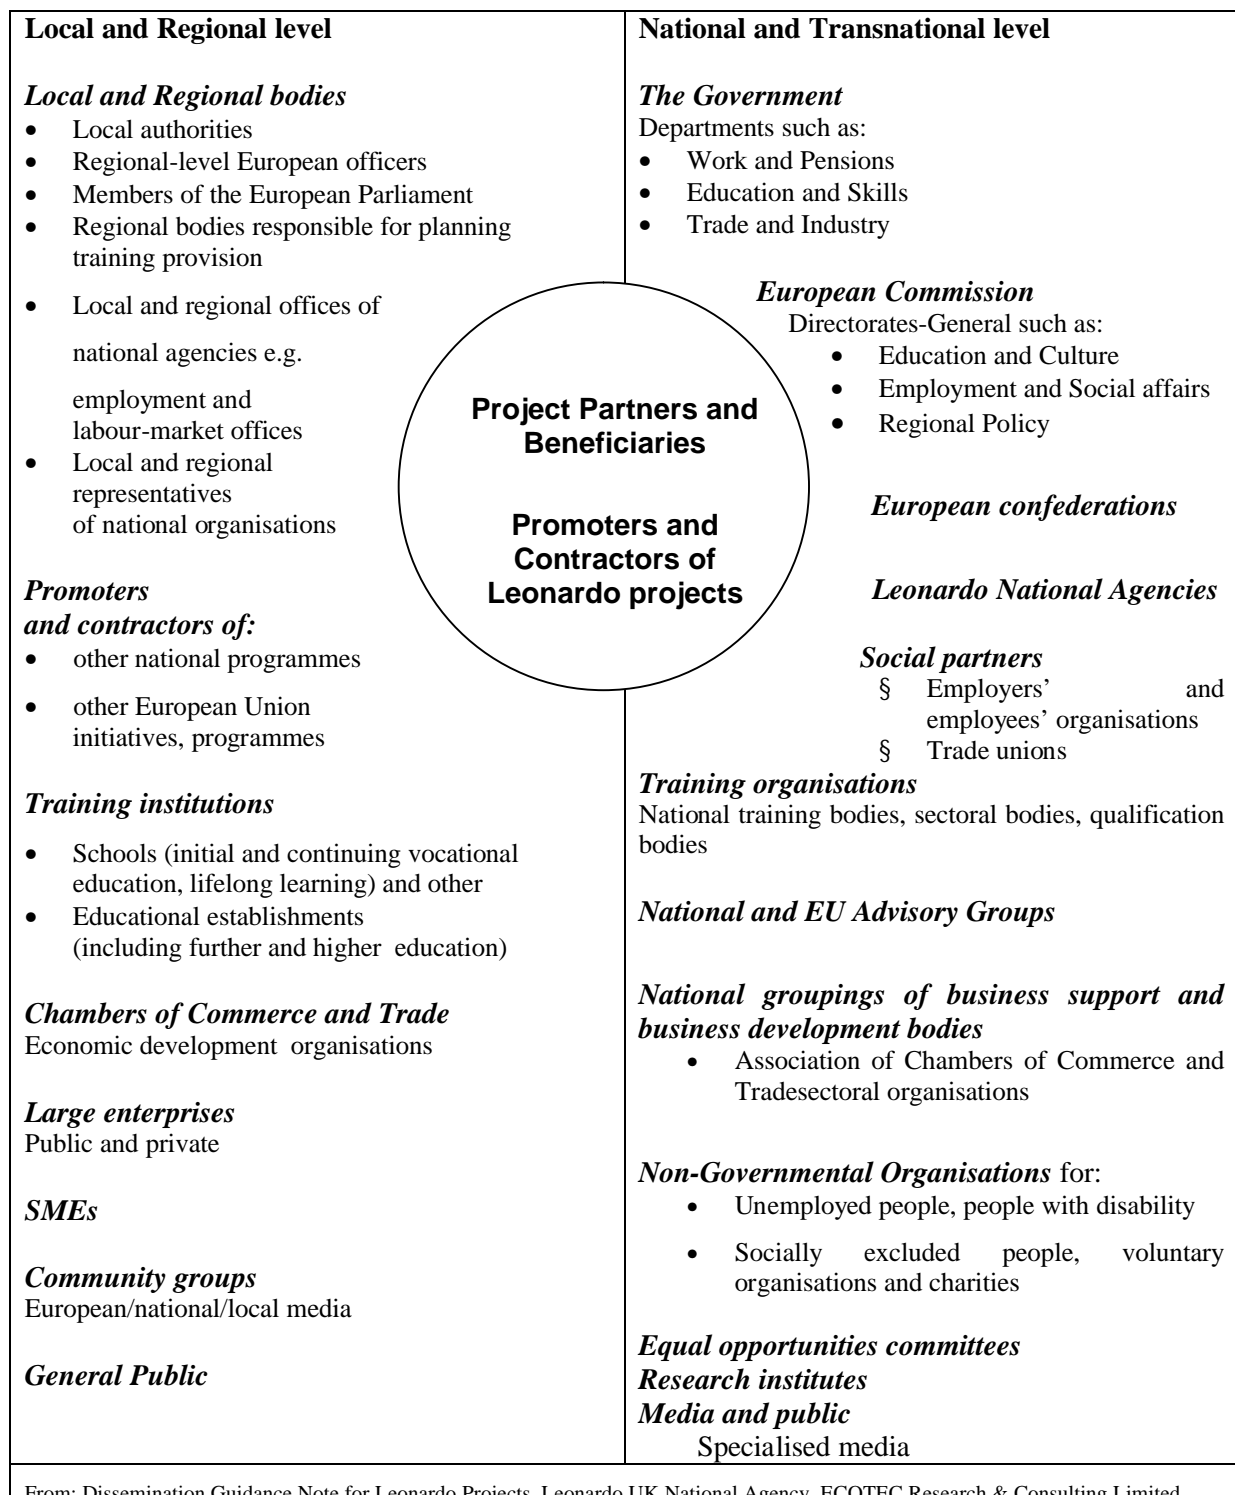 Local and Regional level
Local and Regional bodies
• Local authorities
• Regional-level European officers
• Members of the European Parliament
• Regional bodies responsible for planning
training provision
• Local and regional offices of
national agencies e.g.
employment and
labour-market offices
• Local and regional
representatives
of national organisations
Promoters
and contractors of:
• other national programmes
• other European Union
initiatives, programmes
Training institutions
• Schools (initial and continuing vocational
education, lifelong learning) and other
• Educational establishments
(including further and higher education)
Chambers of Commerce and Trade
Economic development organisations
Large enterprises
Public and private
SMEs
Community groups
European/national/local media
General Public
Project Partners and
Beneficiaries
Promoters and
Contractors of
Leonardo projects
National and Transnational level
The Government
Departments such as:
• Work and Pensions
• Education and Skills
• Trade and Industry
European Commission
Directorates-General such as:
• Education and Culture
• Employment and Social affairs
• Regional Policy
European confederations
Leonardo National Agencies
Social partners
§ Employers’ and
employees’ organisations
§ Trade unions
Training organisations
National training bodies, sectoral bodies, qualification
bodies
National and EU Advisory Groups
National groupings of business support and
business development bodies
• Association of Chambers of Commerce and
Tradesectoral organisations
Non-Governmental Organisations for:
• Unemployed people, people with disability
• Socially excluded people, voluntary
organisations and charities
Equal opportunities committees
Research institutes
Media and public
Specialised media
From: Dissemination Guidance Note for Leonardo Projects, Leonardo UK National Agency, ECOTEC Research & Consulting Limited